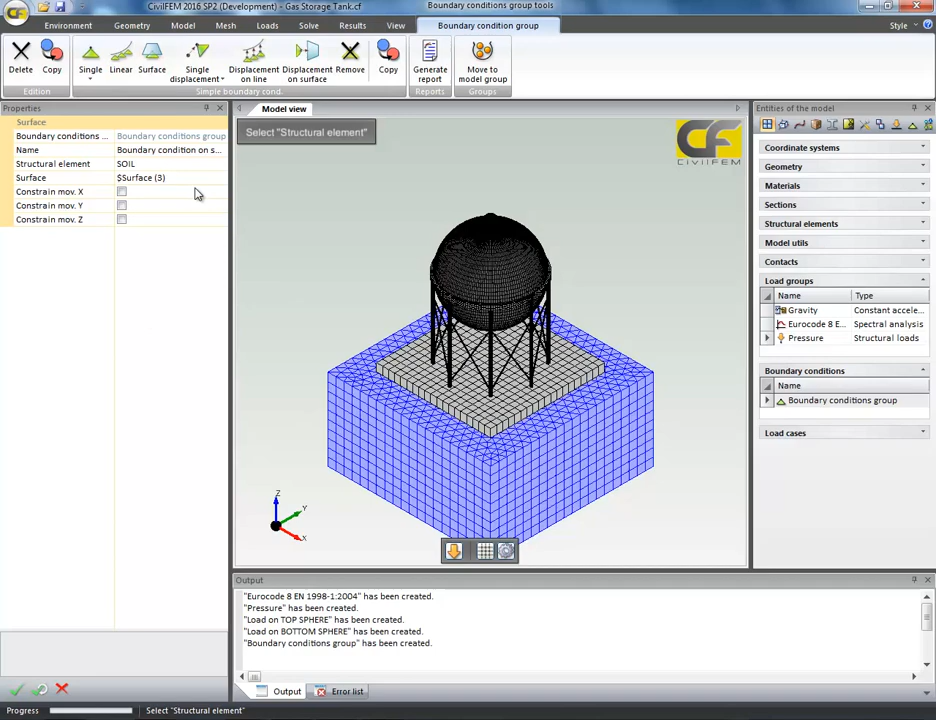 CivilFEM 2016 SP2 (Development) - Gas Storage Tank.cf
Boundary condition group tools
Environment Geometry Model Mesh Loads Solve Results View Boundary condition group Style
Delete Copy Single Linear Surface Single displacement Displacement on line Displacement on surface Remove Copy Generate report Move to model group
Edition Simple boundary cond. Reports Groups
Properties
Surface
Boundary conditions ... Boundary conditions group
Name Boundary condition on s...
Structural element SOIL
Surface $Surface (3)
Constrain mov. X
Constrain mov. Y
Constrain mov. Z
Model view
Select "Structural element"
CF
CIVILFEM
Z
Y
X
Entities of the model
Coordinate systems
Geometry
Materials
Sections
Structural elements
Model utils
Contacts
Load groups
Name Type
Gravity Constant accele...
Eurocode 8 E... Spectral analysis
Pressure Structural loads
Boundary conditions
Name
Boundary conditions group
Load cases
Output
"Eurocode 8 EN 1998-1:2004" has been created.
"Pressure" has been created.
"Load on TOP SPHERE" has been created.
"Load on BOTTOM SPHERE" has been created.
"Boundary conditions group" has been created.
Output Error list
Progress Select "Structural element"